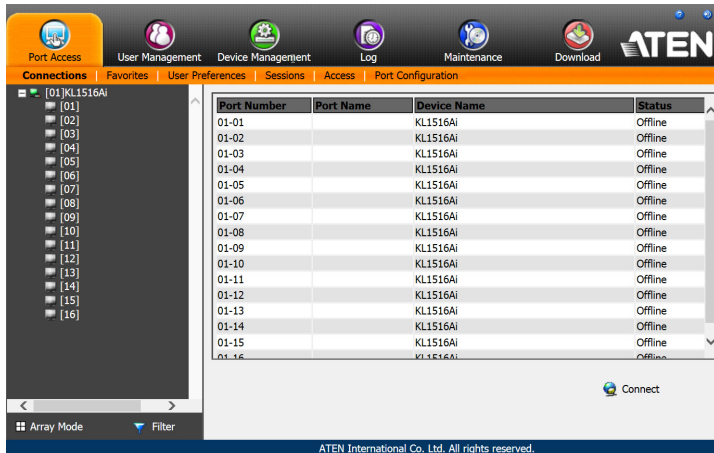 ATEN
Port Access User Management Device Management Log Maintenance Download
Connections | Favorites | User Preferences | Sessions | Access | Port Configuration
[01]KL1516Ai
[01]
[02]
[03]
[04]
[05]
[06]
[07]
[08]
[09]
[10]
[11]
[12]
[13]
[14]
[15]
[16]
Port Number Port Name Device Name Status
01-01 KL1516Ai Offline
01-02 KL1516Ai Offline
01-03 KL1516Ai Offline
01-04 KL1516Ai Offline
01-05 KL1516Ai Offline
01-06 KL1516Ai Offline
01-07 KL1516Ai Offline
01-08 KL1516Ai Offline
01-09 KL1516Ai Offline
01-10 KL1516Ai Offline
01-11 KL1516Ai Offline
01-12 KL1516Ai Offline
01-13 KL1516Ai Offline
01-14 KL1516Ai Offline
01-15 KL1516Ai Offline
01-16 KL1516Ai Offline
Connect
Array Mode Filter
ATEN International Co. Ltd. All rights reserved.